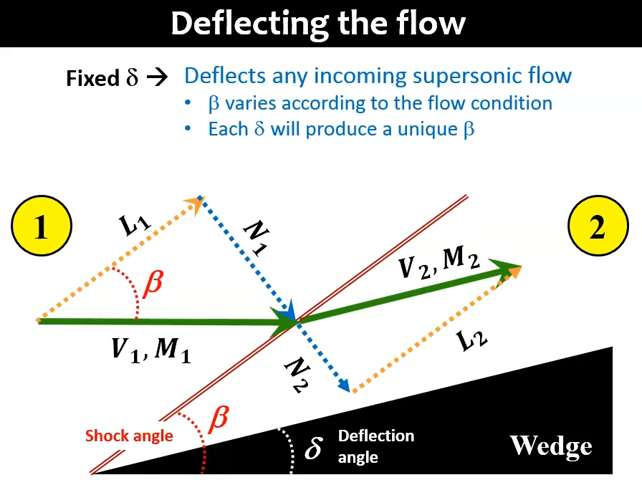 Deflecting the flow
Fixed δ → Deflects any incoming supersonic flow
• β varies according to the flow condition
• Each δ will produce a unique β
1
L₁
N₁
2
β
V₂, M₂
V₁, M₁
N₂
L₂
Shock angle
β
δ
Deflection
angle
Wedge